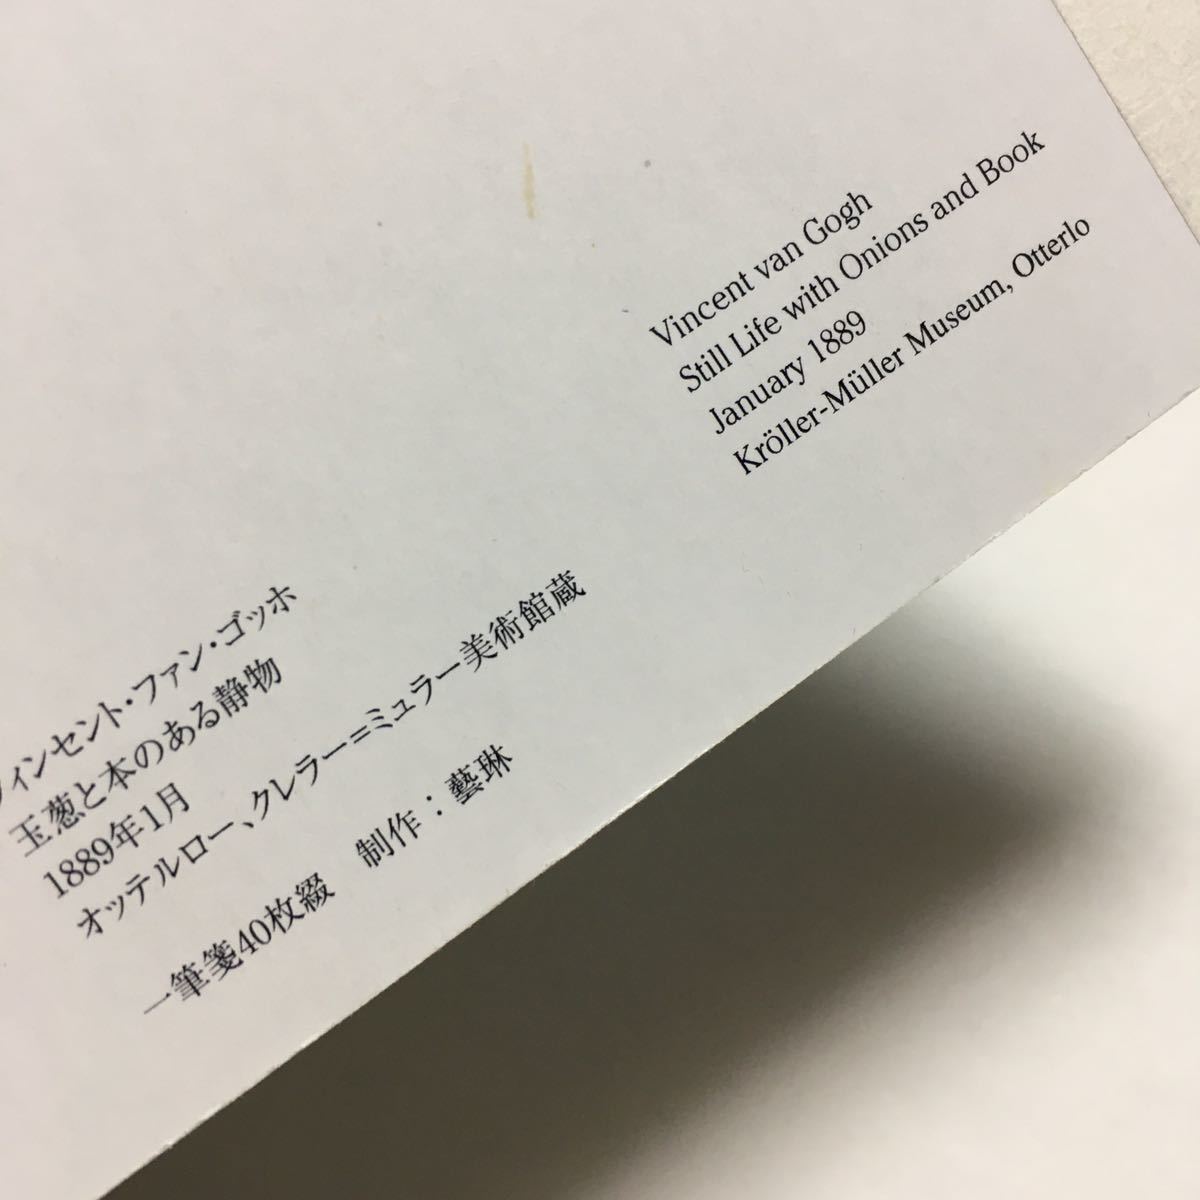 Vincent van Gogh
Still Life with Onions and Book
January 1889
Kröller-Müller Museum, Otterlo
ィンセント・ファン・ゴッホ
玉葱と本のある静物
1889年1月
オッテルロー、クレラー=ミュラー美術館蔵
一筆箋40枚綴　制作：藝琳